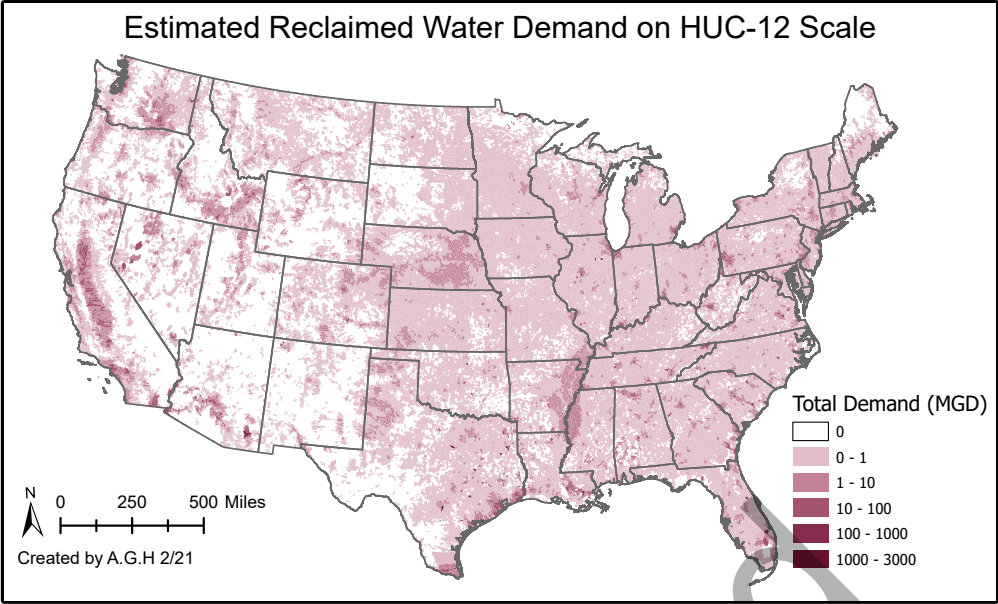 Estimated Reclaimed Water Demand on HUC-12 Scale
Total Demand (MGD)
0
0 - 1
1 - 10
10 - 100
100 - 1000
1000 - 3000
N
0 250 500 Miles
Created by A.G.H 2/21